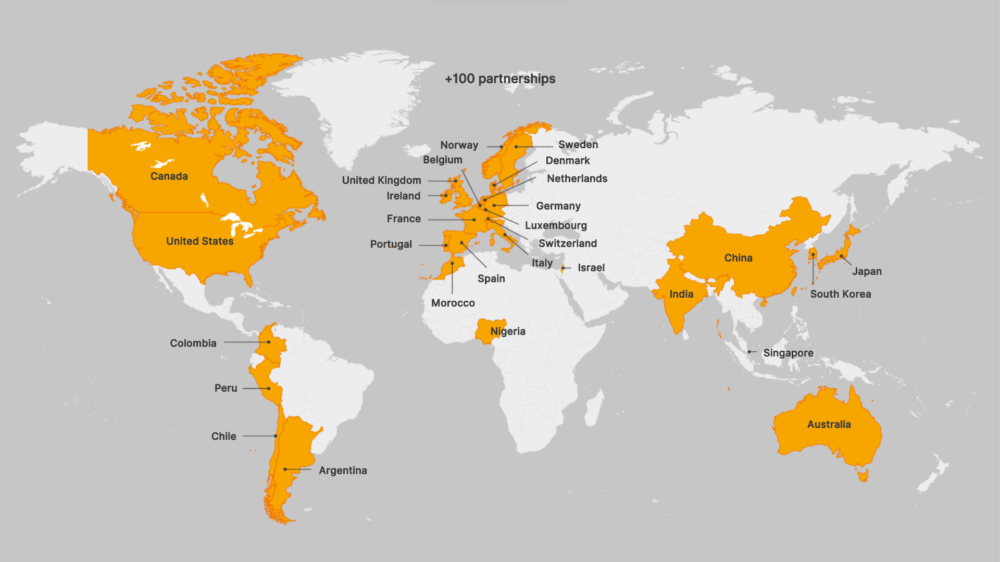 +100 partnerships
Norway
Sweden
Belgium
Denmark
Canada
United Kingdom
Netherlands
Ireland
Germany
France
Luxembourg
United States
Portugal
Switzerland
China
Italy
Israel
Japan
Spain
India
South Korea
Morocco
Nigeria
Colombia
Singapore
Peru
Australia
Chile
Argentina